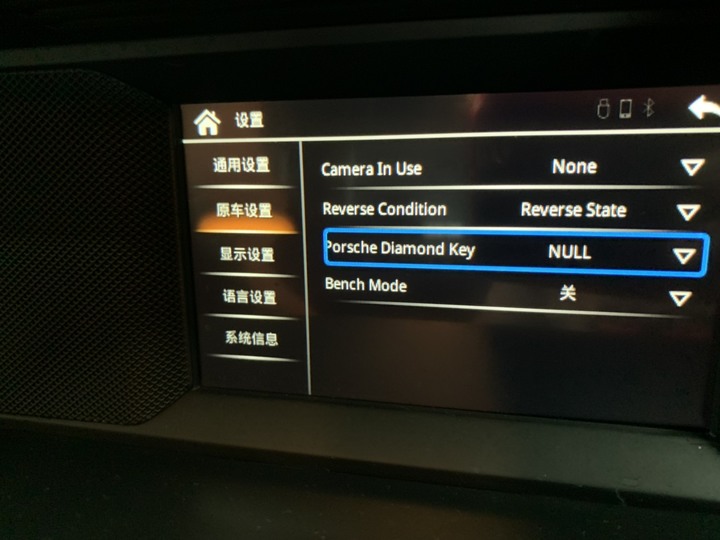 设置
通用设置
Camera In Use None
原车设置
Reverse Condition Reverse State
显示设置
Porsche Diamond Key NULL
语言设置
Bench Mode 关
系统信息